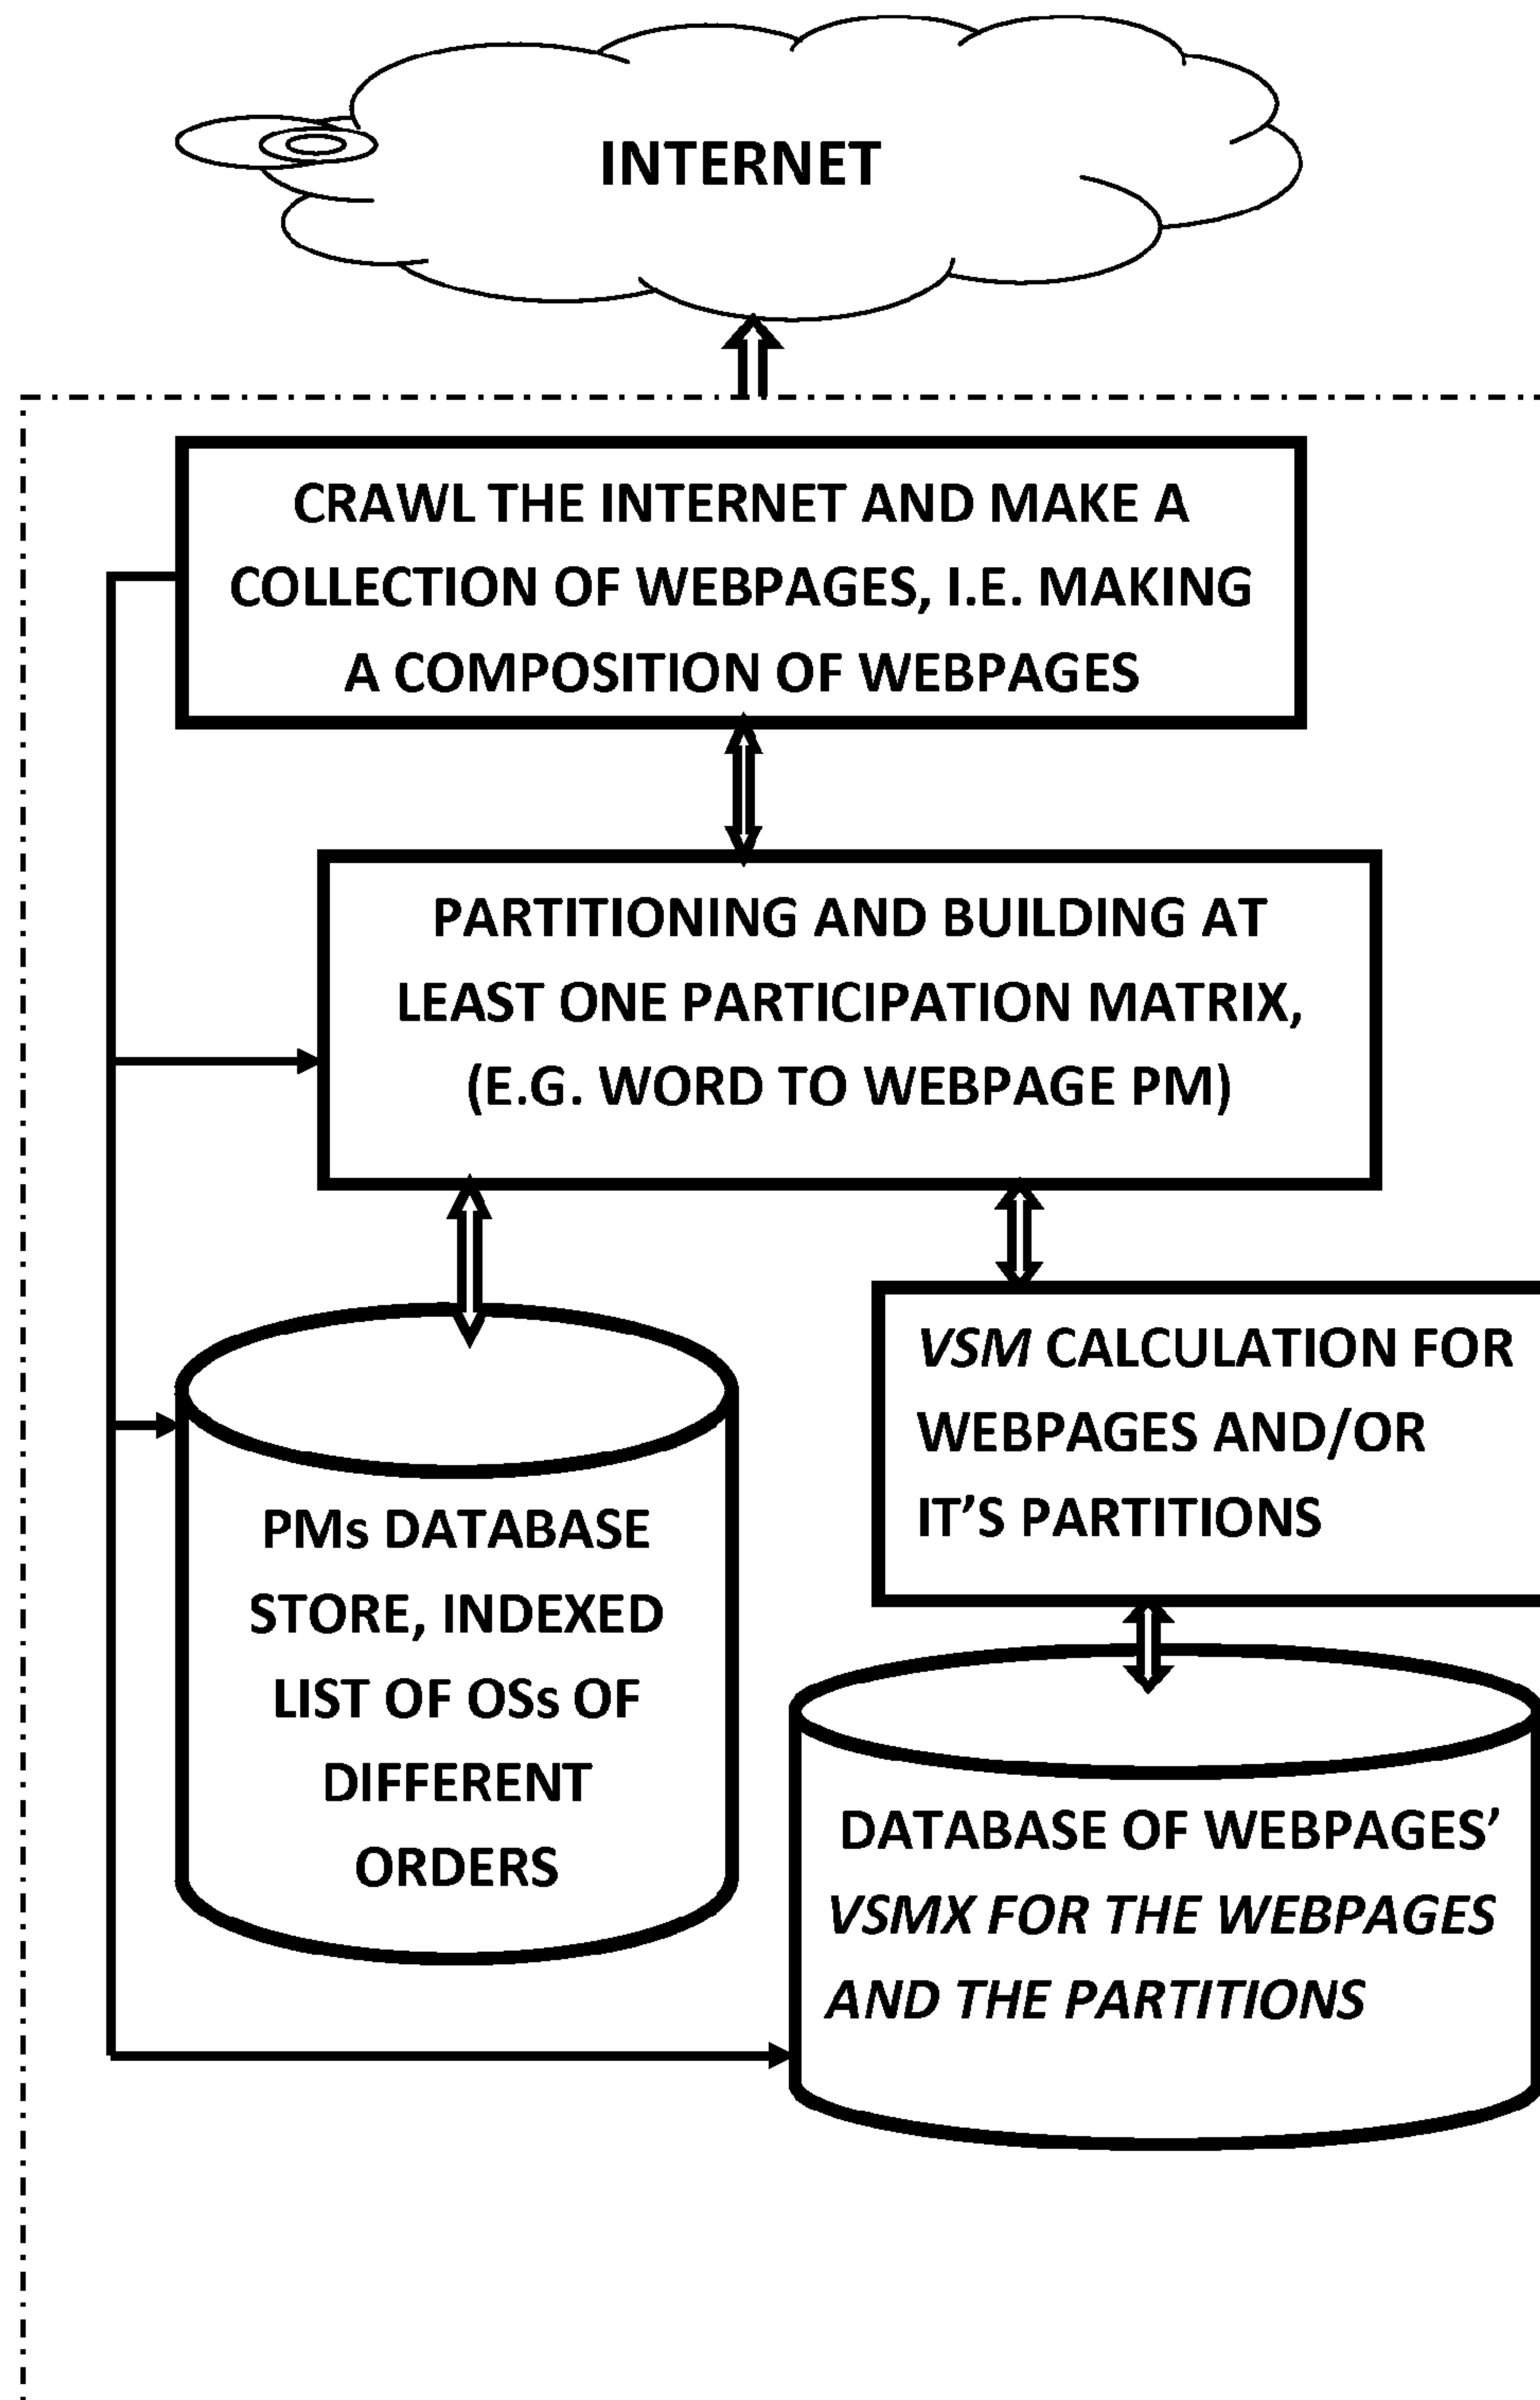 INTERNET
CRAWL THE INTERNET AND MAKE A
COLLECTION OF WEBPAGES, I.E. MAKING
A COMPOSITION OF WEBPAGES
PARTITIONING AND BUILDING AT
LEAST ONE PARTICIPATION MATRIX,
(E.G. WORD TO WEBPAGE PM)
VSM CALCULATION FOR
WEBPAGES AND/OR
IT’S PARTITIONS
PMs DATABASE
STORE, INDEXED
LIST OF OSs OF
DIFFERENT
ORDERS
DATABASE OF WEBPAGES’
VSMX FOR THE WEBPAGES
AND THE PARTITIONS